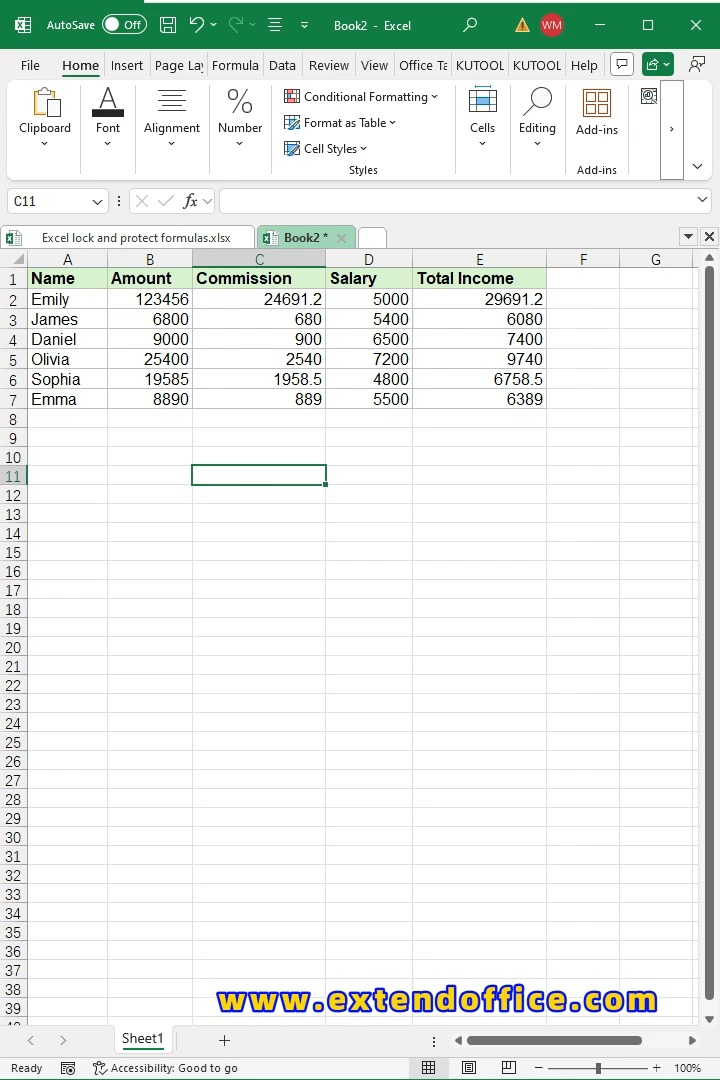 AutoSave Off Book2 - Excel WM
File Home Insert Page Lay Formula Data Review View Office Ta KUTOOL KUTOOL Help
Clipboard Font Alignment Number Conditional Formatting Format as Table Cell Styles Styles Cells Editing Add-ins Add-ins
C11 fx
Excel lock and protect formulas.xlsx Book2 *
A B C D E F G
1 Name Amount Commission Salary Total Income
2 Emily 123456 24691.2 5000 29691.2
3 James 6800 680 5400 6080
4 Daniel 9000 900 6500 7400
5 Olivia 25400 2540 7200 9740
6 Sophia 19585 1958.5 4800 6758.5
7 Emma 8890 889 5500 6389
8
9
10
11
12
13
14
15
16
17
18
19
20
21
22
23
24
25
26
27
28
29
30
31
32
33
34
35
36
37
38
www.extendoffice.com
39
Sheet1
Ready Accessibility: Good to go 100%